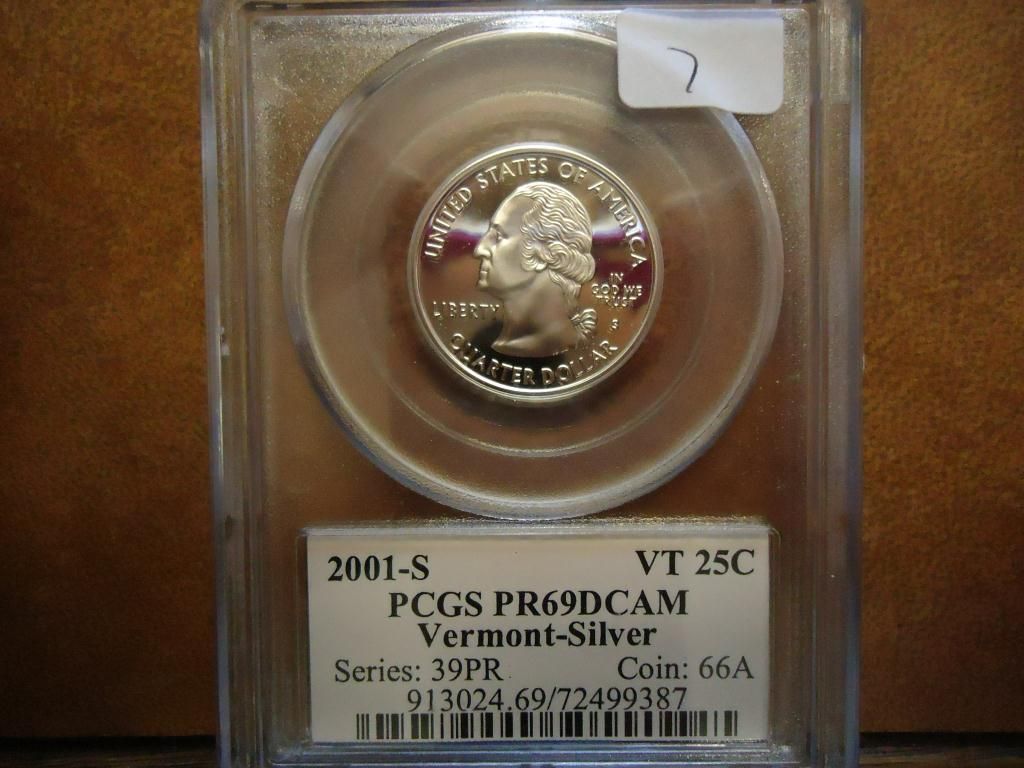 7
UNITED STATES OF AMERICA
LIBERTY
IN
GOD WE
TRUST
S
QUARTER DOLLAR
2001-S VT 25C
PCGS PR69DCAM
Vermont-Silver
Series: 39PR Coin: 66A
913024.69/72499387